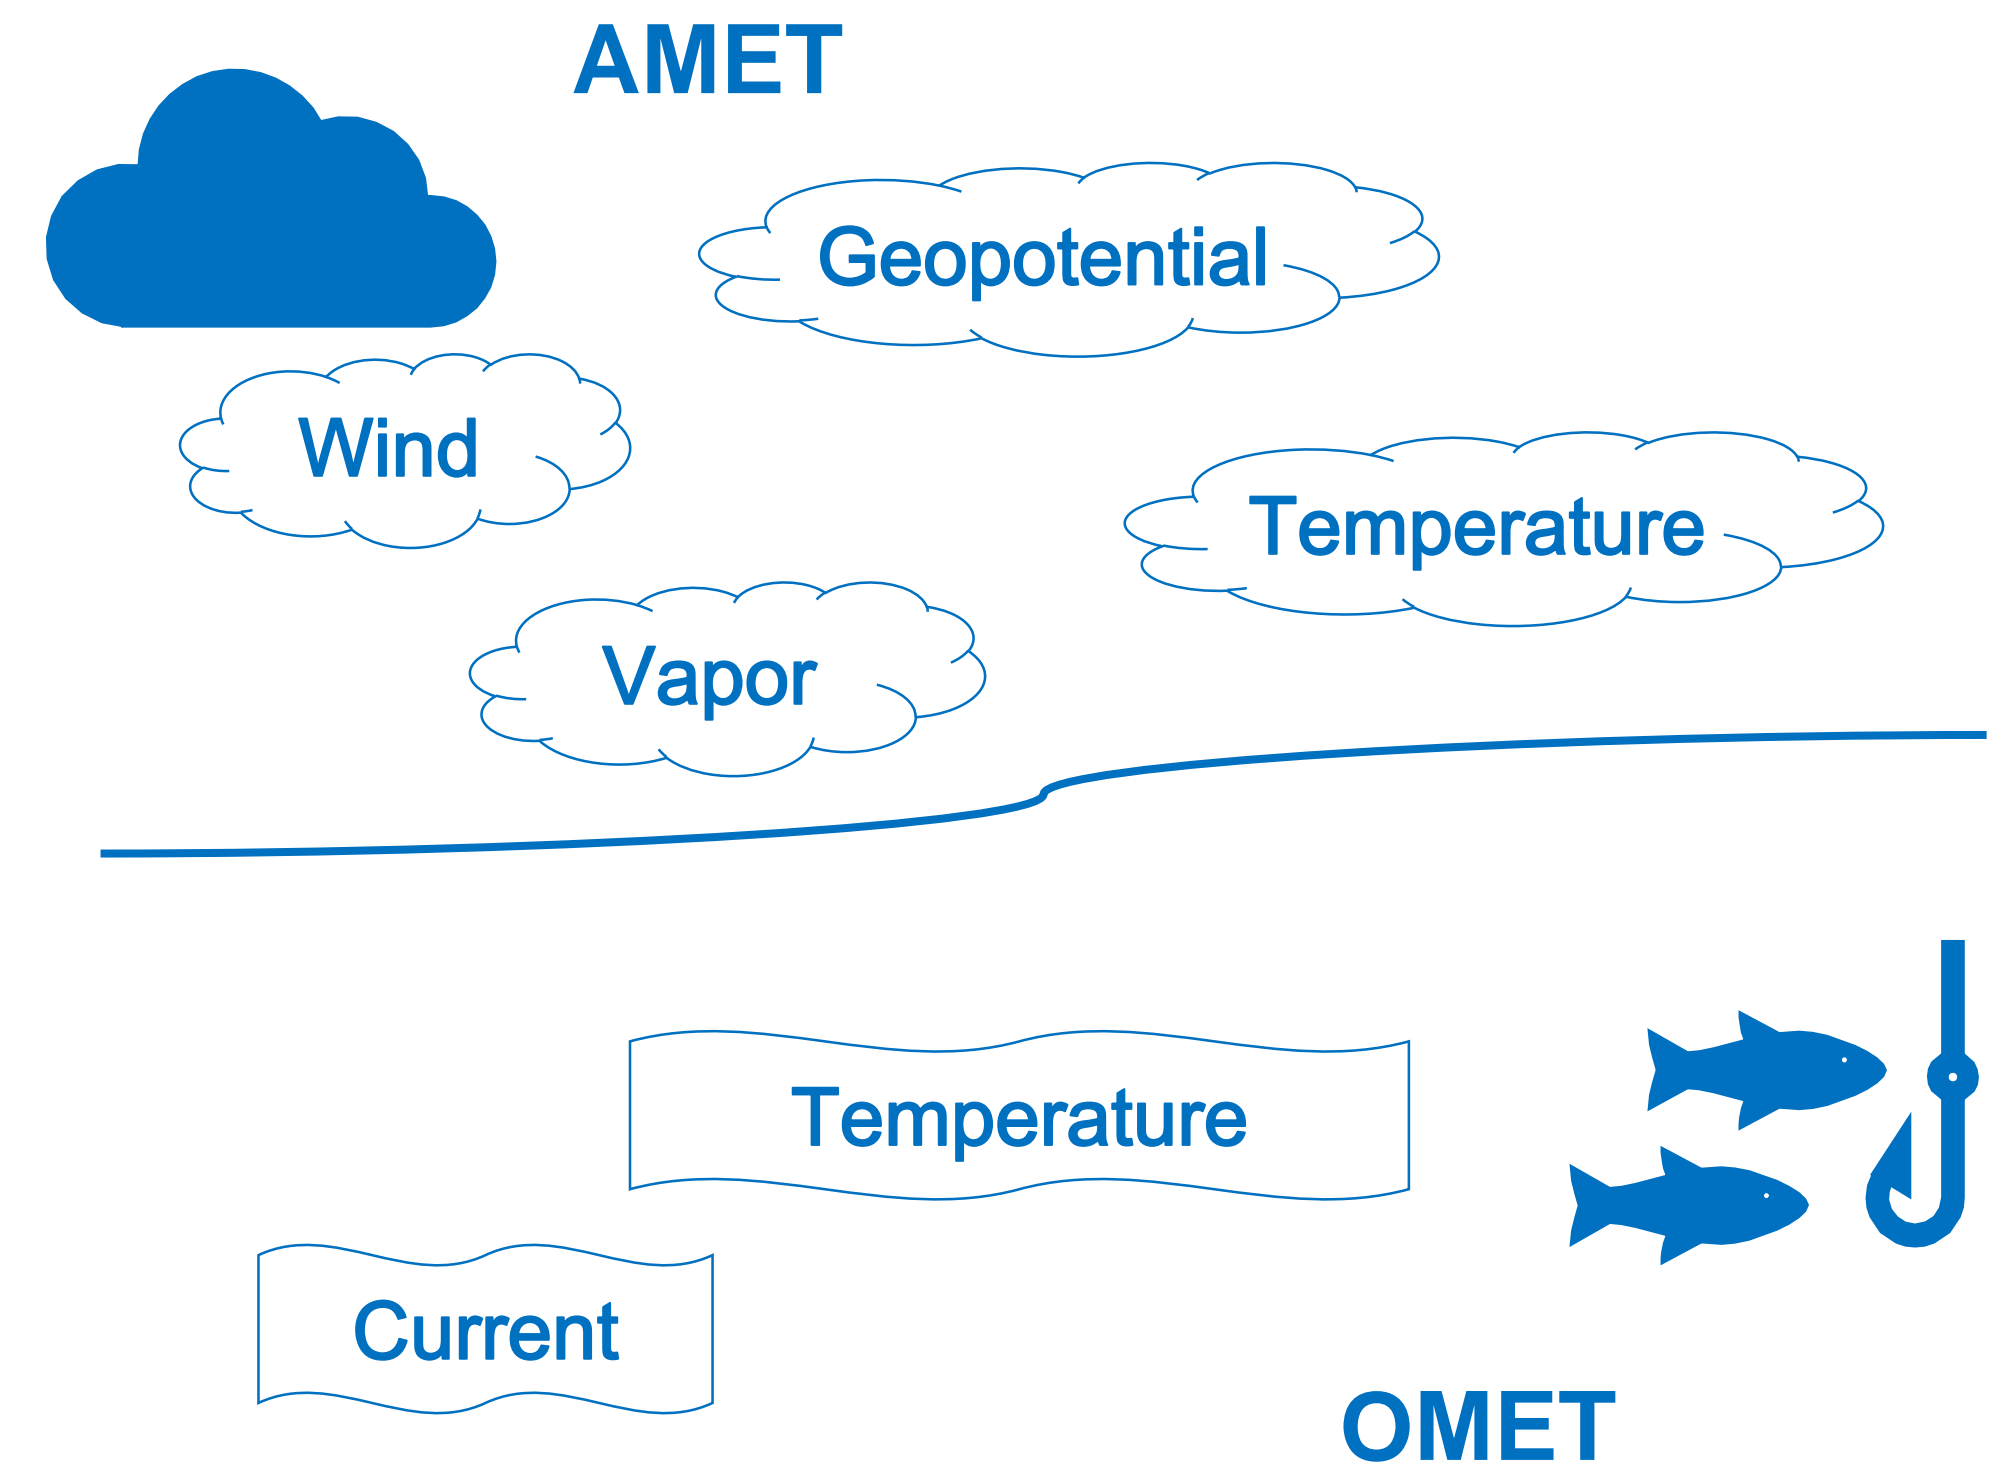 AMET
Geopotential
Wind
Temperature
Vapor
Temperature
Current
OMET